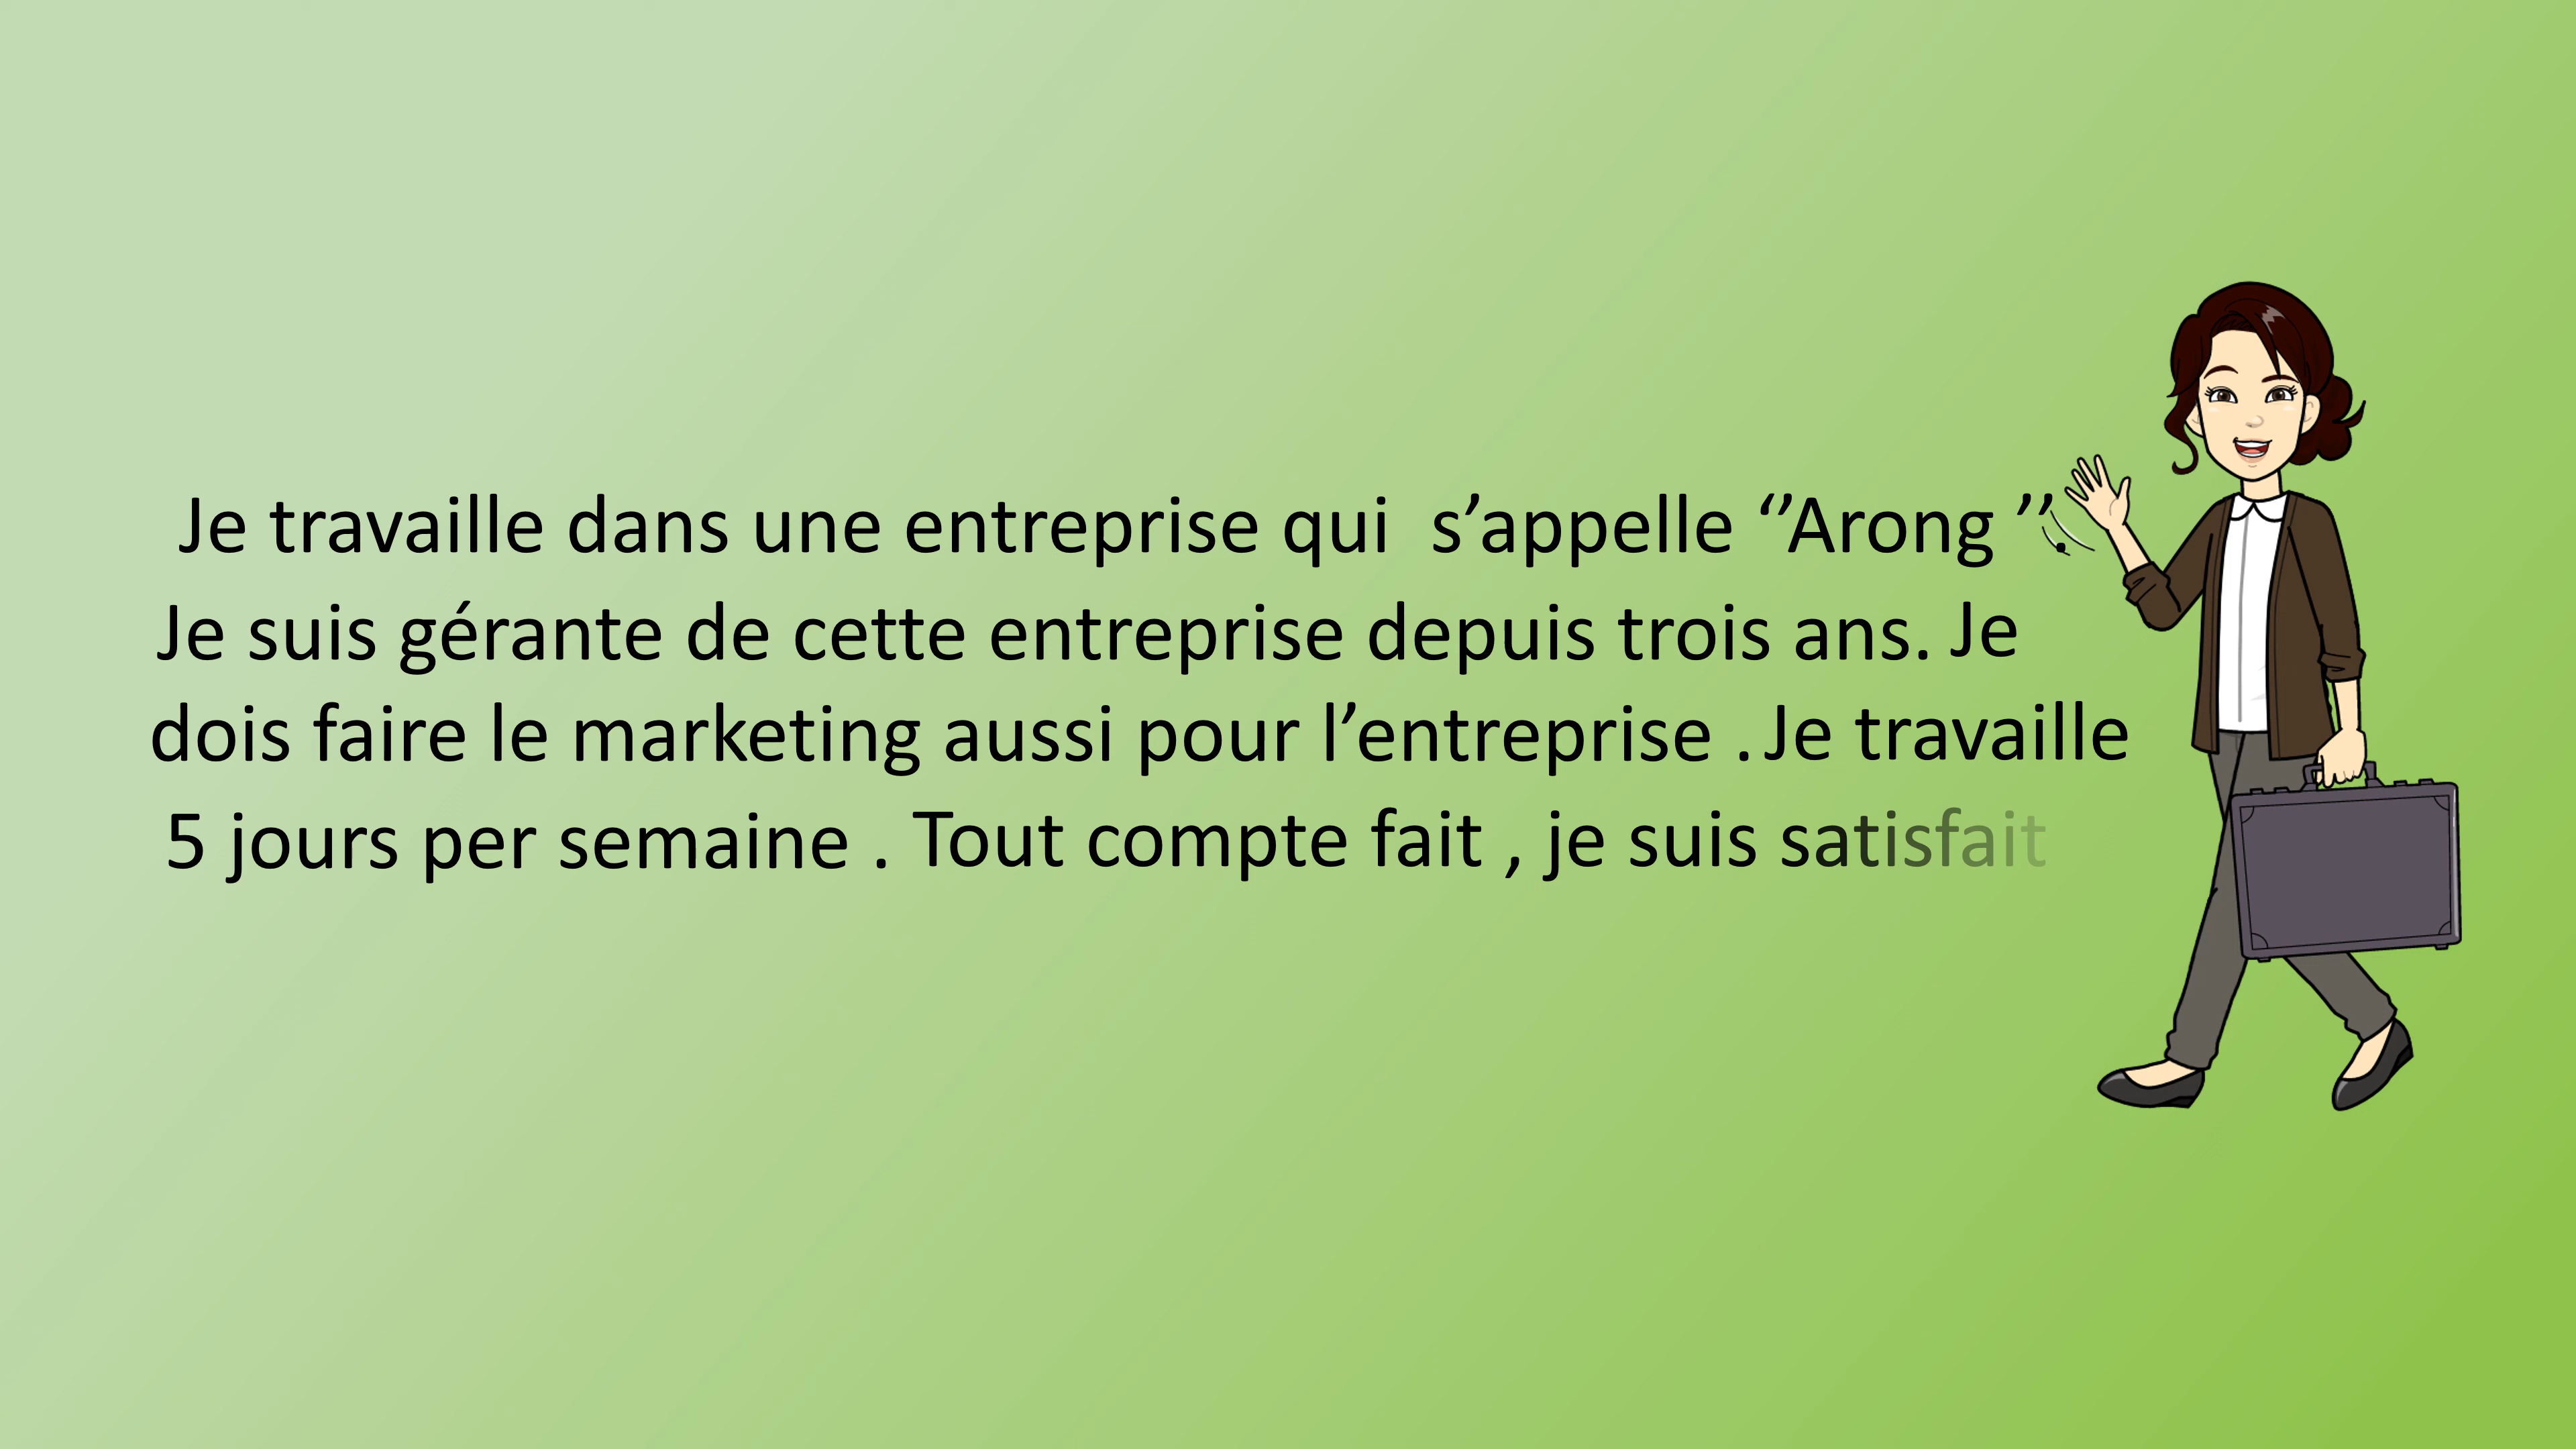 Je travaille dans une entreprise qui s’appelle ‘’Arong ’’.
Je suis gérante de cette entreprise depuis trois ans. Je
dois faire le marketing aussi pour l’entreprise . Je travaille
5 jours per semaine . Tout compte fait , je suis satisfait